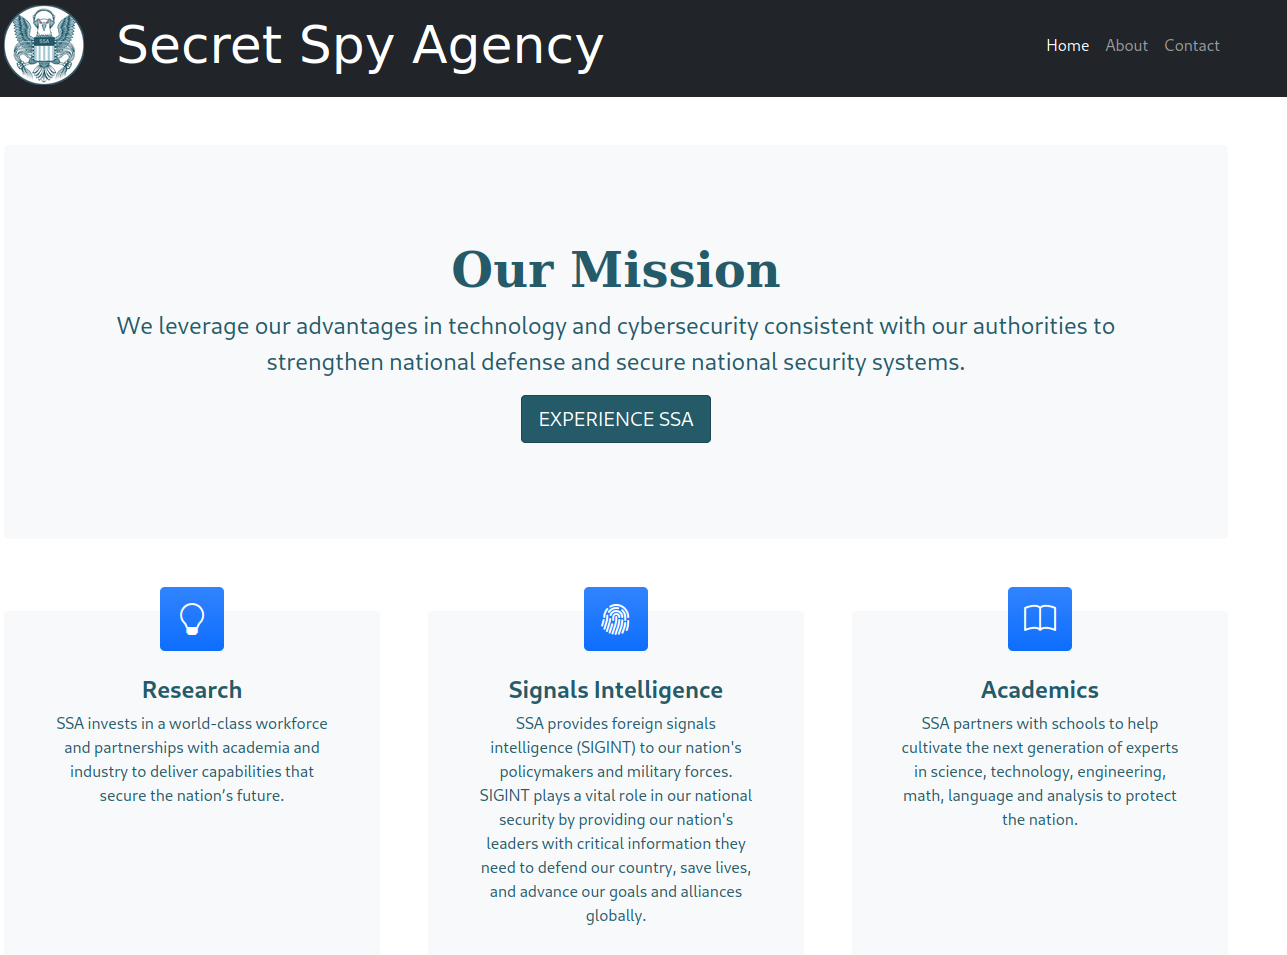 SSA
Secret Spy Agency
Home About Contact
Our Mission
We leverage our advantages in technology and cybersecurity consistent with our authorities to
strengthen national defense and secure national security systems.
EXPERIENCE SSA
Research
SSA invests in a world-class workforce
and partnerships with academia and
industry to deliver capabilities that
secure the nation’s future.
Signals Intelligence
SSA provides foreign signals
intelligence (SIGINT) to our nation's
policymakers and military forces.
SIGINT plays a vital role in our national
security by providing our nation's
leaders with critical information they
need to defend our country, save lives,
and advance our goals and alliances
globally.
Academics
SSA partners with schools to help
cultivate the next generation of experts
in science, technology, engineering,
math, language and analysis to protect
the nation.